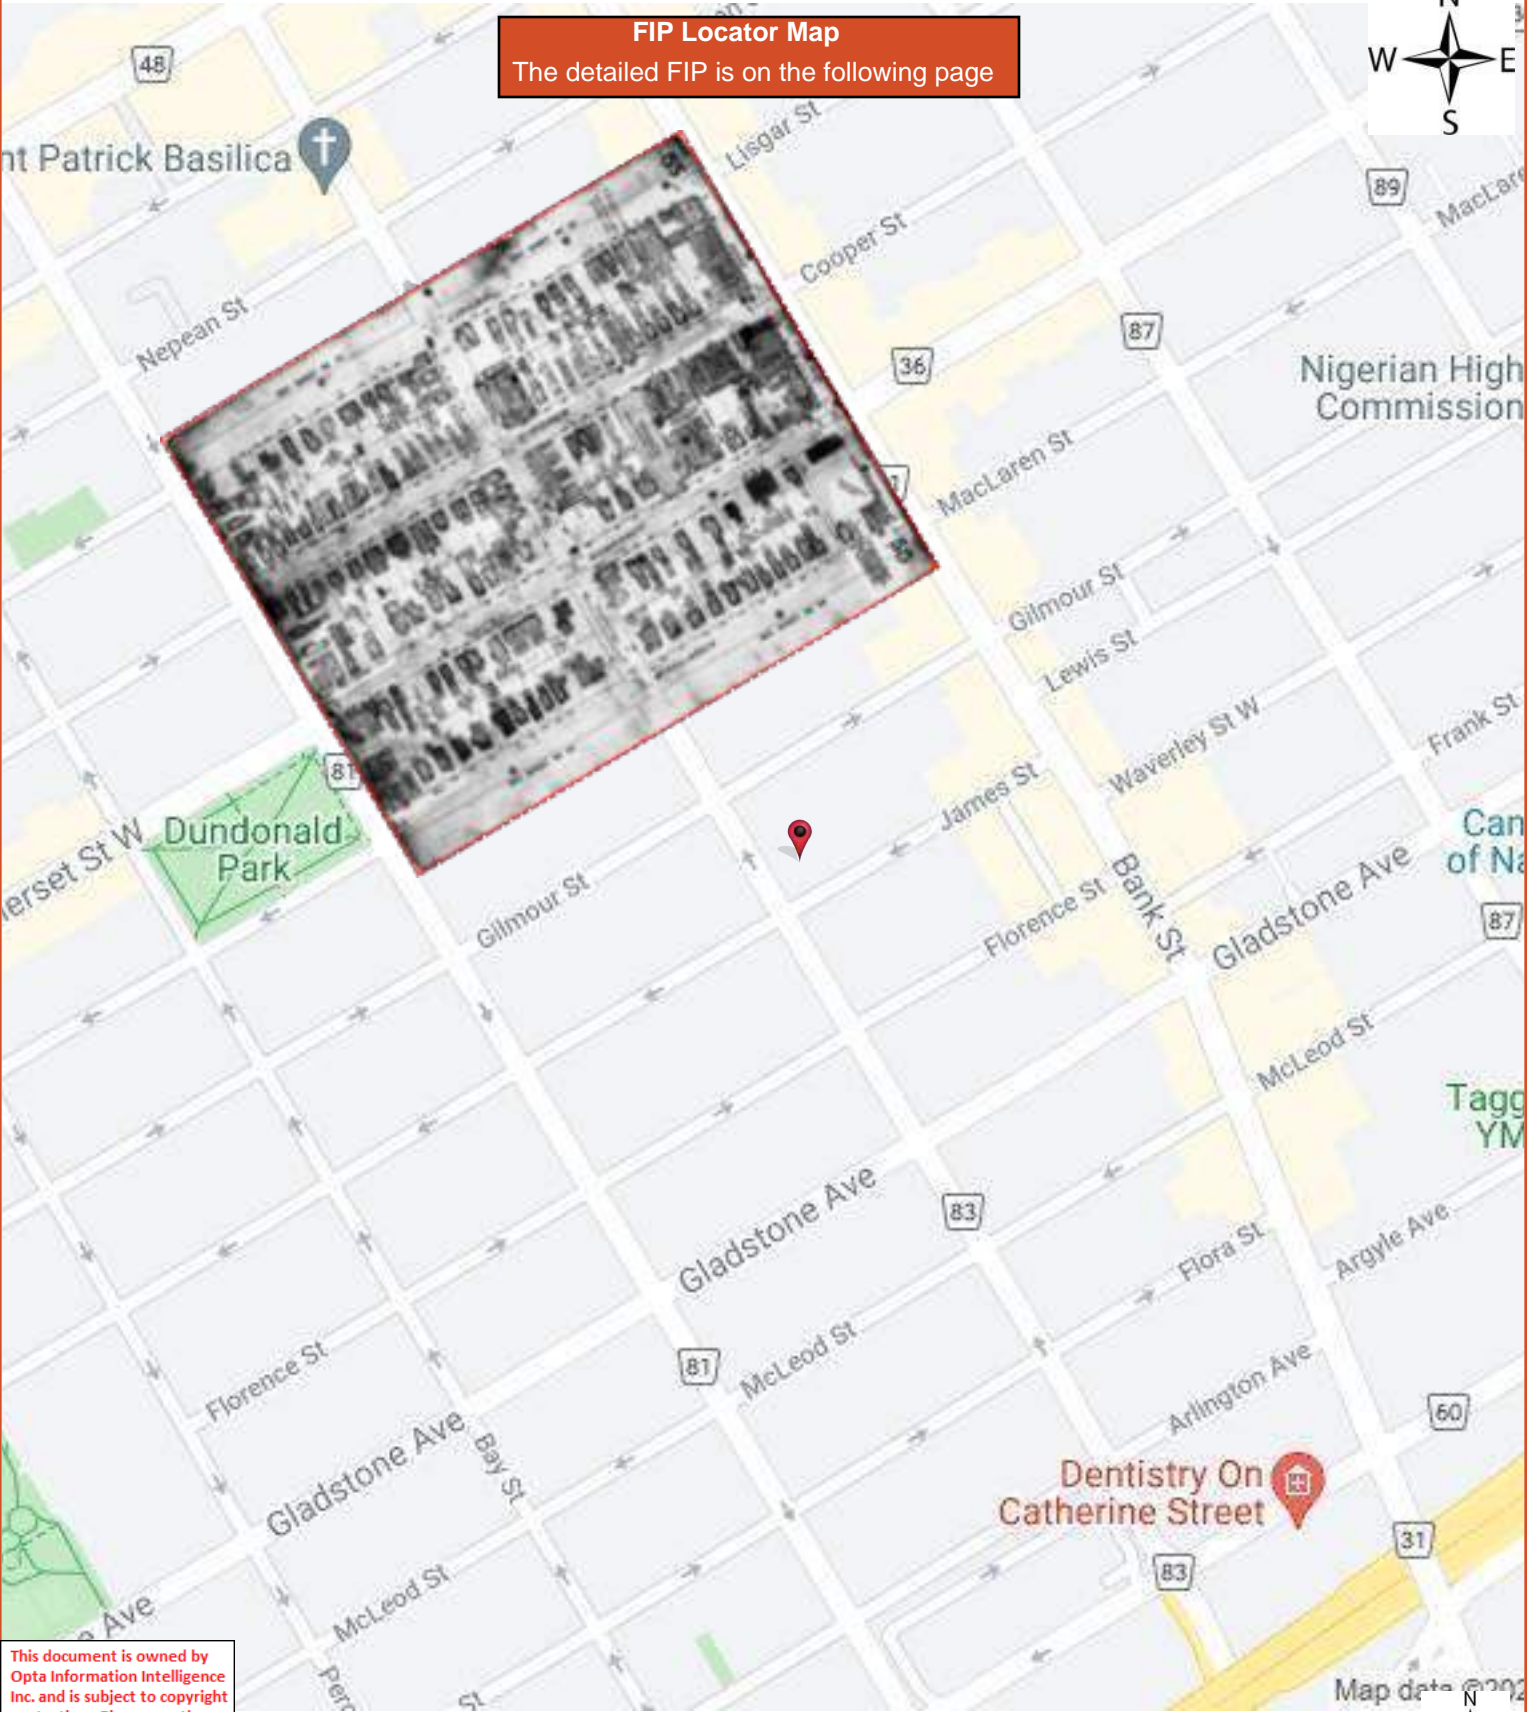 FIP Locator Map
The detailed FIP is on the following page
N
W
E
S
48
nt Patrick Basilica
Lisgar St
89
MacLare
Cooper St
Nepean St
87
36
Nigerian High
Commission
MacLaren St
Gilmour St
Lewis St
Waverley St W
Frank St
81
Dundonald
Park
erset St W
James St
Can
of Na
Bank St
Gladstone Ave
Gilmour St
Florence St
87
McLeod St
Tagg
YM
Gladstone Ave
83
Flora St
Argyle Ave
81
McLeod St
Florence St
Arlington Ave
60
Gladstone Ave
Bay St
Dentistry On
Catherine Street
31
83
McLeod St
e Ave
Perc
St
This document is owned by
Opta Information Intelligence
Inc. and is subject to copyright
Map data ©202
N